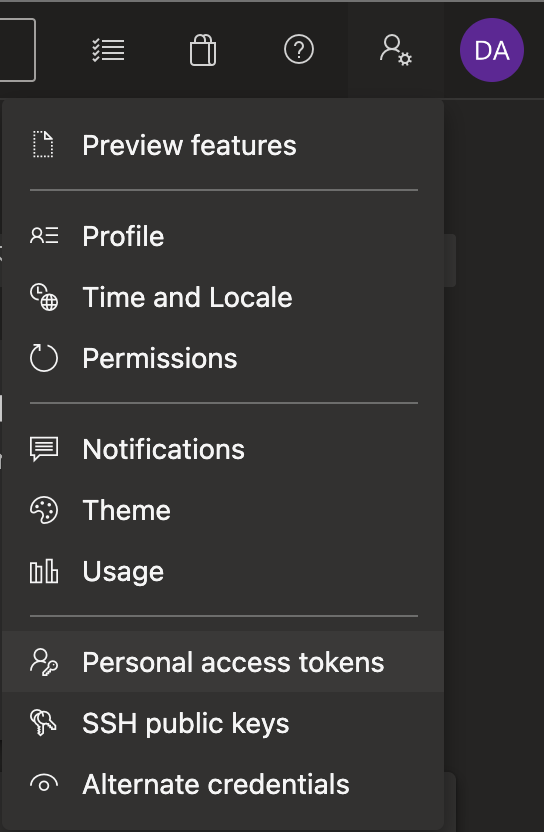 DA
Preview features
Profile
Time and Locale
Permissions
Notifications
Theme
Usage
Personal access tokens
SSH public keys
Alternate credentials